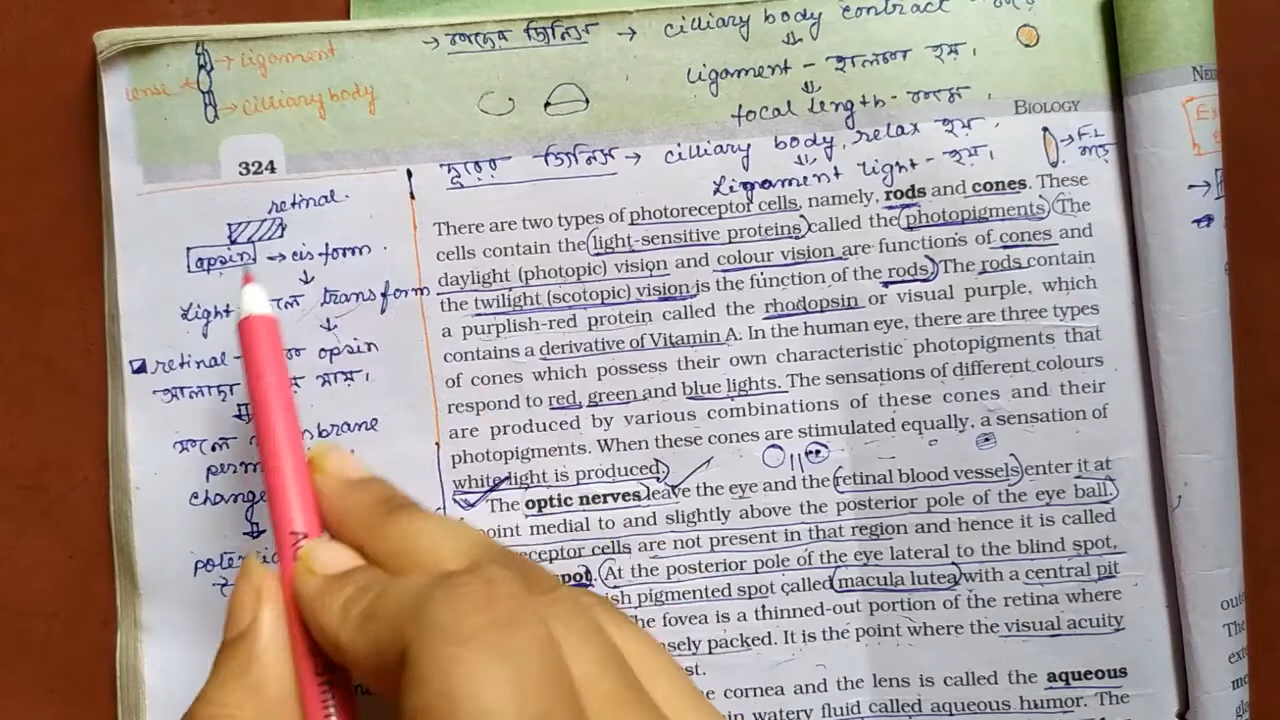 → ligament
lens ←
→ cilliary body
→ কাছের জিনিস → cilliary body contract -
ligament - হয়।
focal length - কমে।
BIOLOGY
দূরের জিনিস → cilliary body, relax হয়।
Ligament tight - হয়।
→ F.L
324
retinal.
opsin → cis form.
Light trans form
retinal opsin
membrane
change
There are two types of photoreceptor cells, namely, rods and cones. These
cells contain the light-sensitive proteins called the photopigments. The
daylight (photopic) vision and colour vision are functions of cones and
the twilight (scotopic) vision is the function of the rods. The rods contain
a purplish-red protein called the rhodopsin or visual purple, which
contains a derivative of Vitamin A. In the human eye, there are three types
of cones which possess their own characteristic photopigments that
respond to red, green and blue lights. The sensations of different colours
are produced by various combinations of these cones and their
photopigments. When these cones are stimulated equally, a sensation of
white light is produced.
The optic nerves leave the eye and the retinal blood vessels enter it at
point medial to and slightly above the posterior pole of the eye ball.
eceptor cells are not present in that region and hence it is called
spot. At the posterior pole of the eye lateral to the blind spot,
ish pigmented spot called macula lutea with a central pit
he fovea is a thinned-out portion of the retina where
sely packed. It is the point where the visual acuity
st.
e cornea and the lens is called the aqueous
in watery fluid called aqueous humor. The